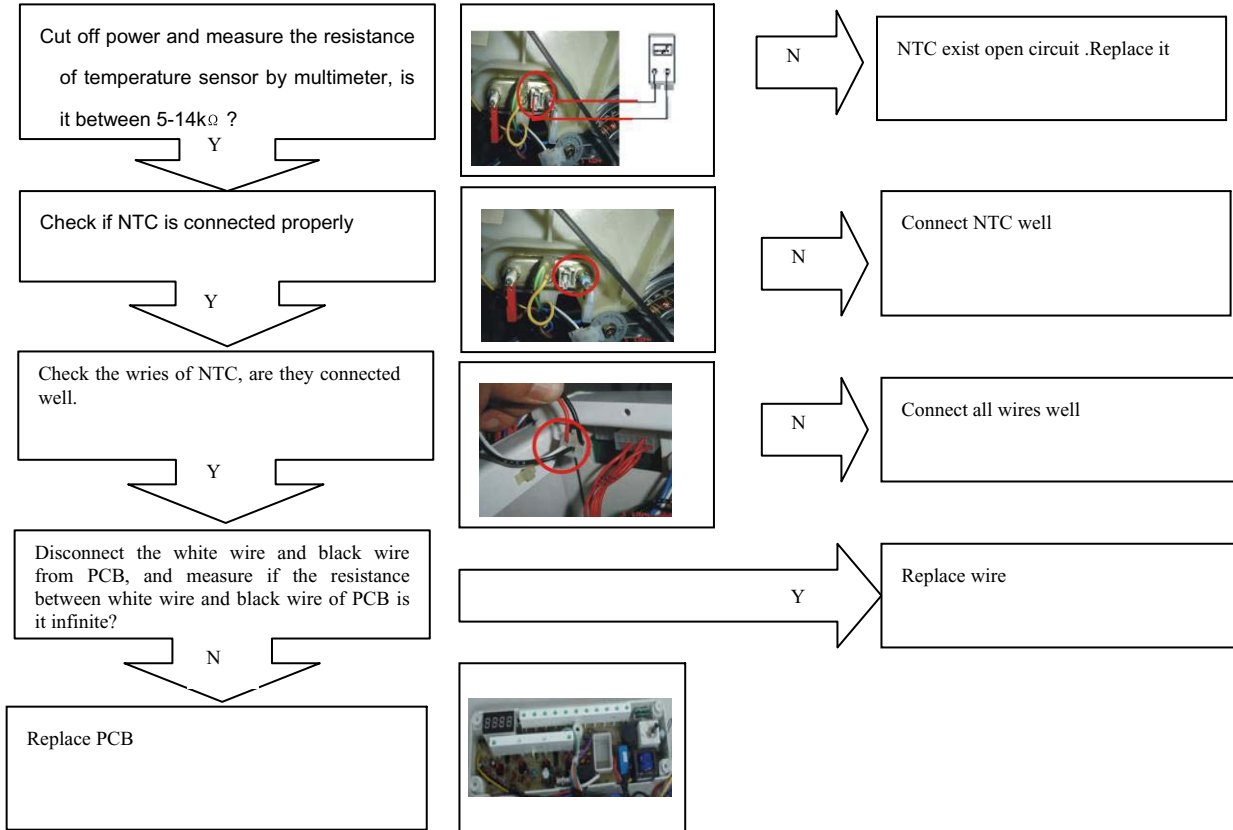 Cut off power and measure the resistance
of temperature sensor by multimeter, is
it between 5-14kΩ ?
N
NTC exist open circuit .Replace it
Y
Check if NTC is connected properly
N
Connect NTC well
Y
Check the wries of NTC, are they connected
well.
N
Connect all wires well
Y
Disconnect the white wire and black wire
from PCB, and measure if the resistance
between white wire and black wire of PCB is
it infinite?
Y
Replace wire
N
Replace PCB
8888